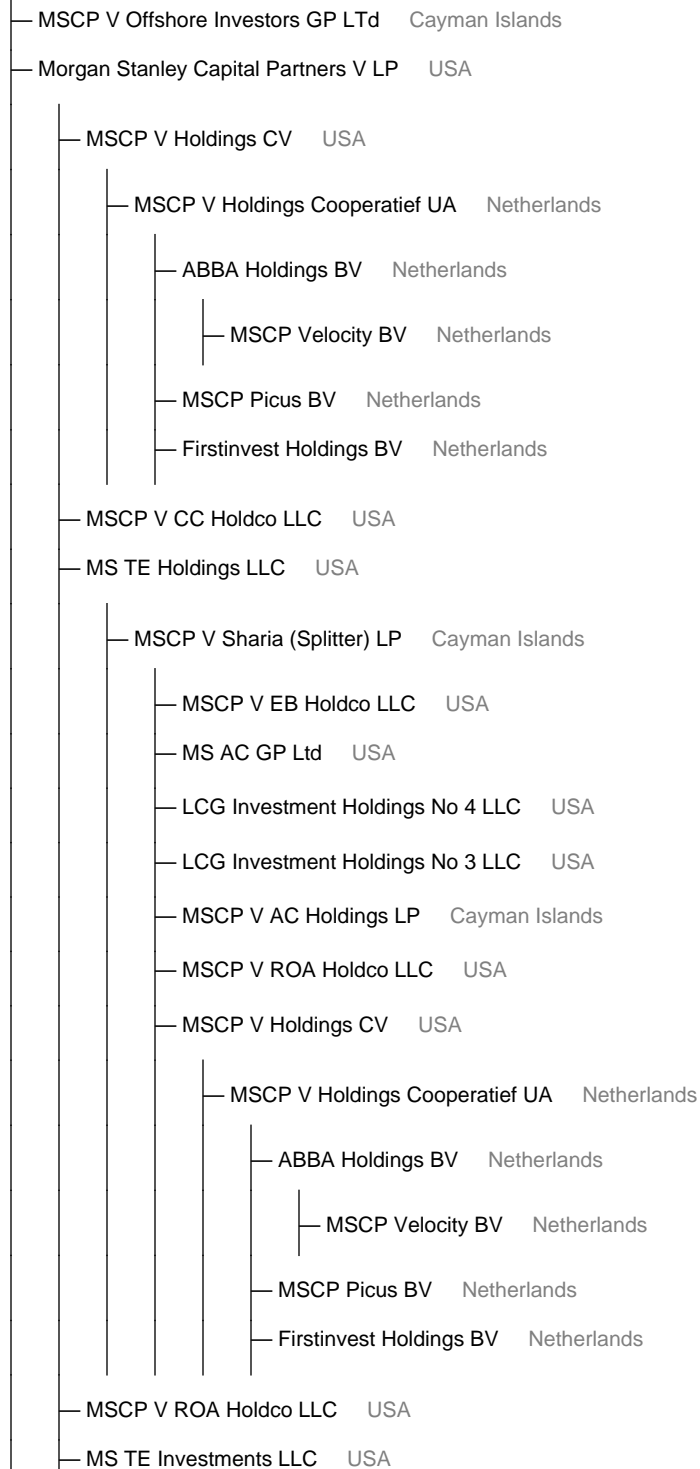 MSCP V Offshore Investors GP LTd Cayman Islands
Morgan Stanley Capital Partners V LP USA
MSCP V Holdings CV USA
MSCP V Holdings Cooperatief UA Netherlands
ABBA Holdings BV Netherlands
MSCP Velocity BV Netherlands
MSCP Picus BV Netherlands
Firstinvest Holdings BV Netherlands
MSCP V CC Holdco LLC USA
MS TE Holdings LLC USA
MSCP V Sharia (Splitter) LP Cayman Islands
MSCP V EB Holdco LLC USA
MS AC GP Ltd USA
LCG Investment Holdings No 4 LLC USA
LCG Investment Holdings No 3 LLC USA
MSCP V AC Holdings LP Cayman Islands
MSCP V ROA Holdco LLC USA
MSCP V Holdings CV USA
MSCP V Holdings Cooperatief UA Netherlands
ABBA Holdings BV Netherlands
MSCP Velocity BV Netherlands
MSCP Picus BV Netherlands
Firstinvest Holdings BV Netherlands
MSCP V ROA Holdco LLC USA
MS TE Investments LLC USA